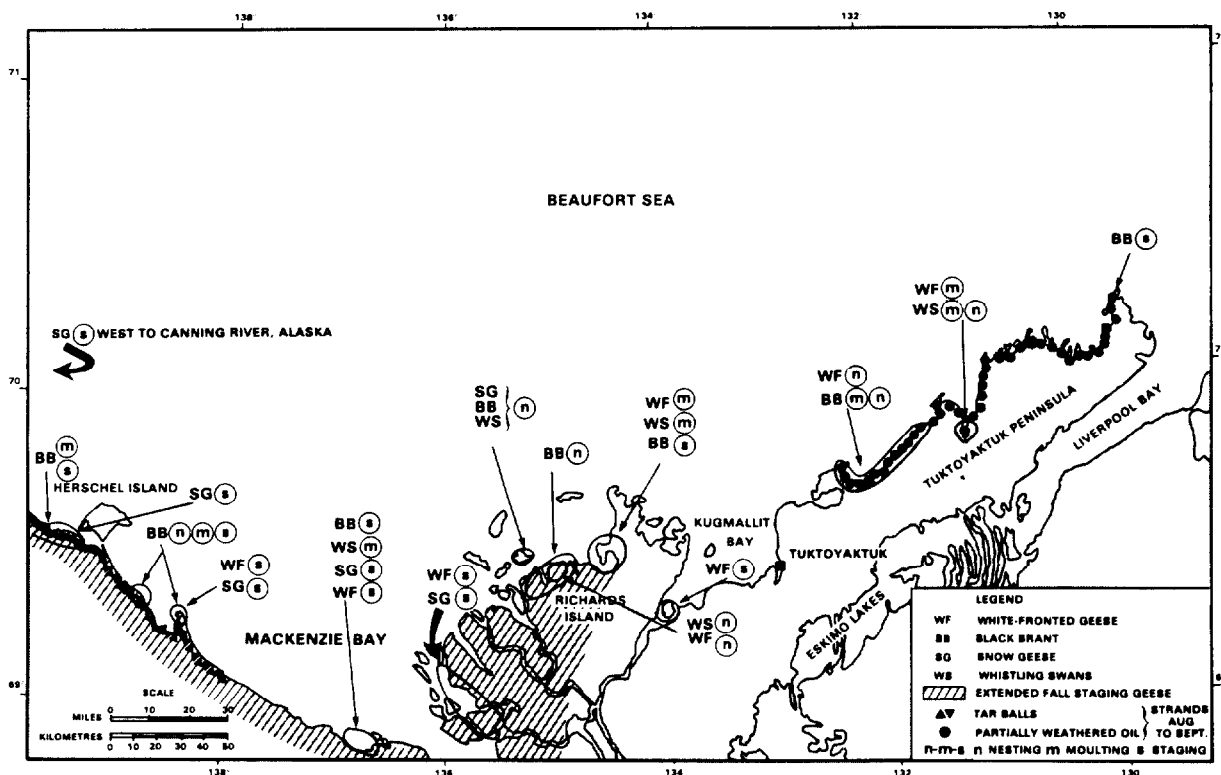 138' 136' 134 132 130
71
BEAUFORT SEA
BB s
WF m
WS m n
SG s WEST TO CANNING RIVER, ALASKA
70
WF n
BB m n
SG
BB n
WS
WF m
WS m
BB s
BB n
BB m
s
HERSCHEL ISLAND
SG s
BB n m s
WF s
SG s
BB s
WS m
SG s
WF s
WF s
SG s
TUKTOYAKTUK PENINSULA
LIVERPOOL BAY
KUGMALLIT
BAY
TUKTOYAKTUK
WF s
RICHARDS
ISLAND
WS n
WF n
MACKENZIE BAY
ESKIMO LAKES
69
SCALE
MILES 0 10 20 30
KILOMETRES 0 10 20 30 40 50
LEGEND
WF WHITE-FRONTED GEESE
BB BLACK BRANT
SG SNOW GEESE
WS WHISTLING SWANS
EXTENDED FALL STAGING GEESE
TAR BALLS
PARTIALLY WEATHERED OIL
STRANDS
AUG
TO SEPT.
n-m-s n NESTING m MOULTING s STAGING
138' 136 134 132 130